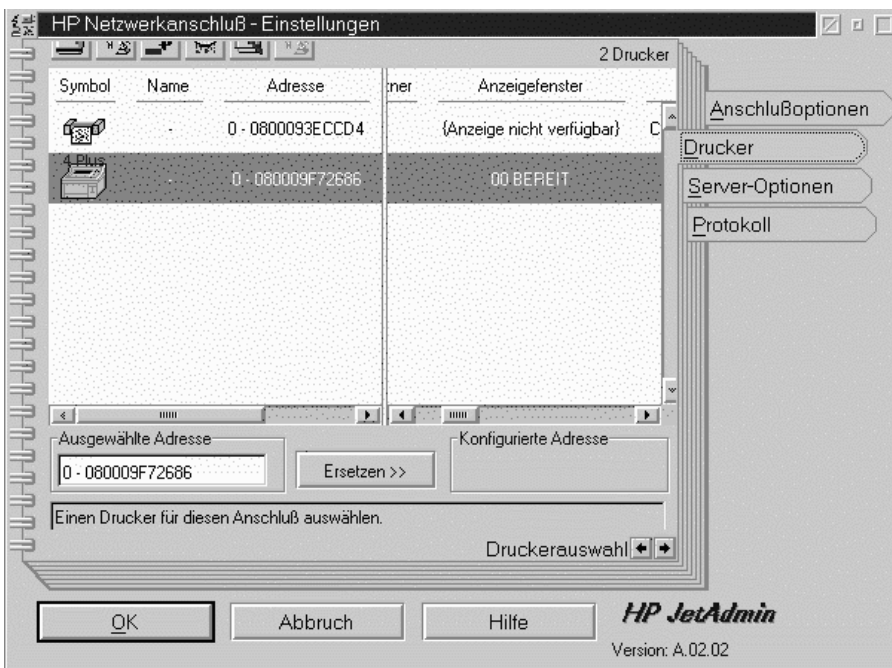 HP Netzwerkanschluß - Einstellungen
2 Drucker
Symbol Name Adresse :ner Anzeigefenster
- 0 - 0800093ECCD4 {Anzeige nicht verfügbar} C
4 Plus
- 0 - 080009F72686 00 BEREIT
Anschlußoptionen
Drucker
Server-Optionen
Protokoll
Ausgewählte Adresse
0 - 080009F72686
Ersetzen >>
Konfigurierte Adresse
Einen Drucker für diesen Anschluß auswählen.
Druckerauswahl
OK Abbruch Hilfe
HP JetAdmin
Version: A.02.02